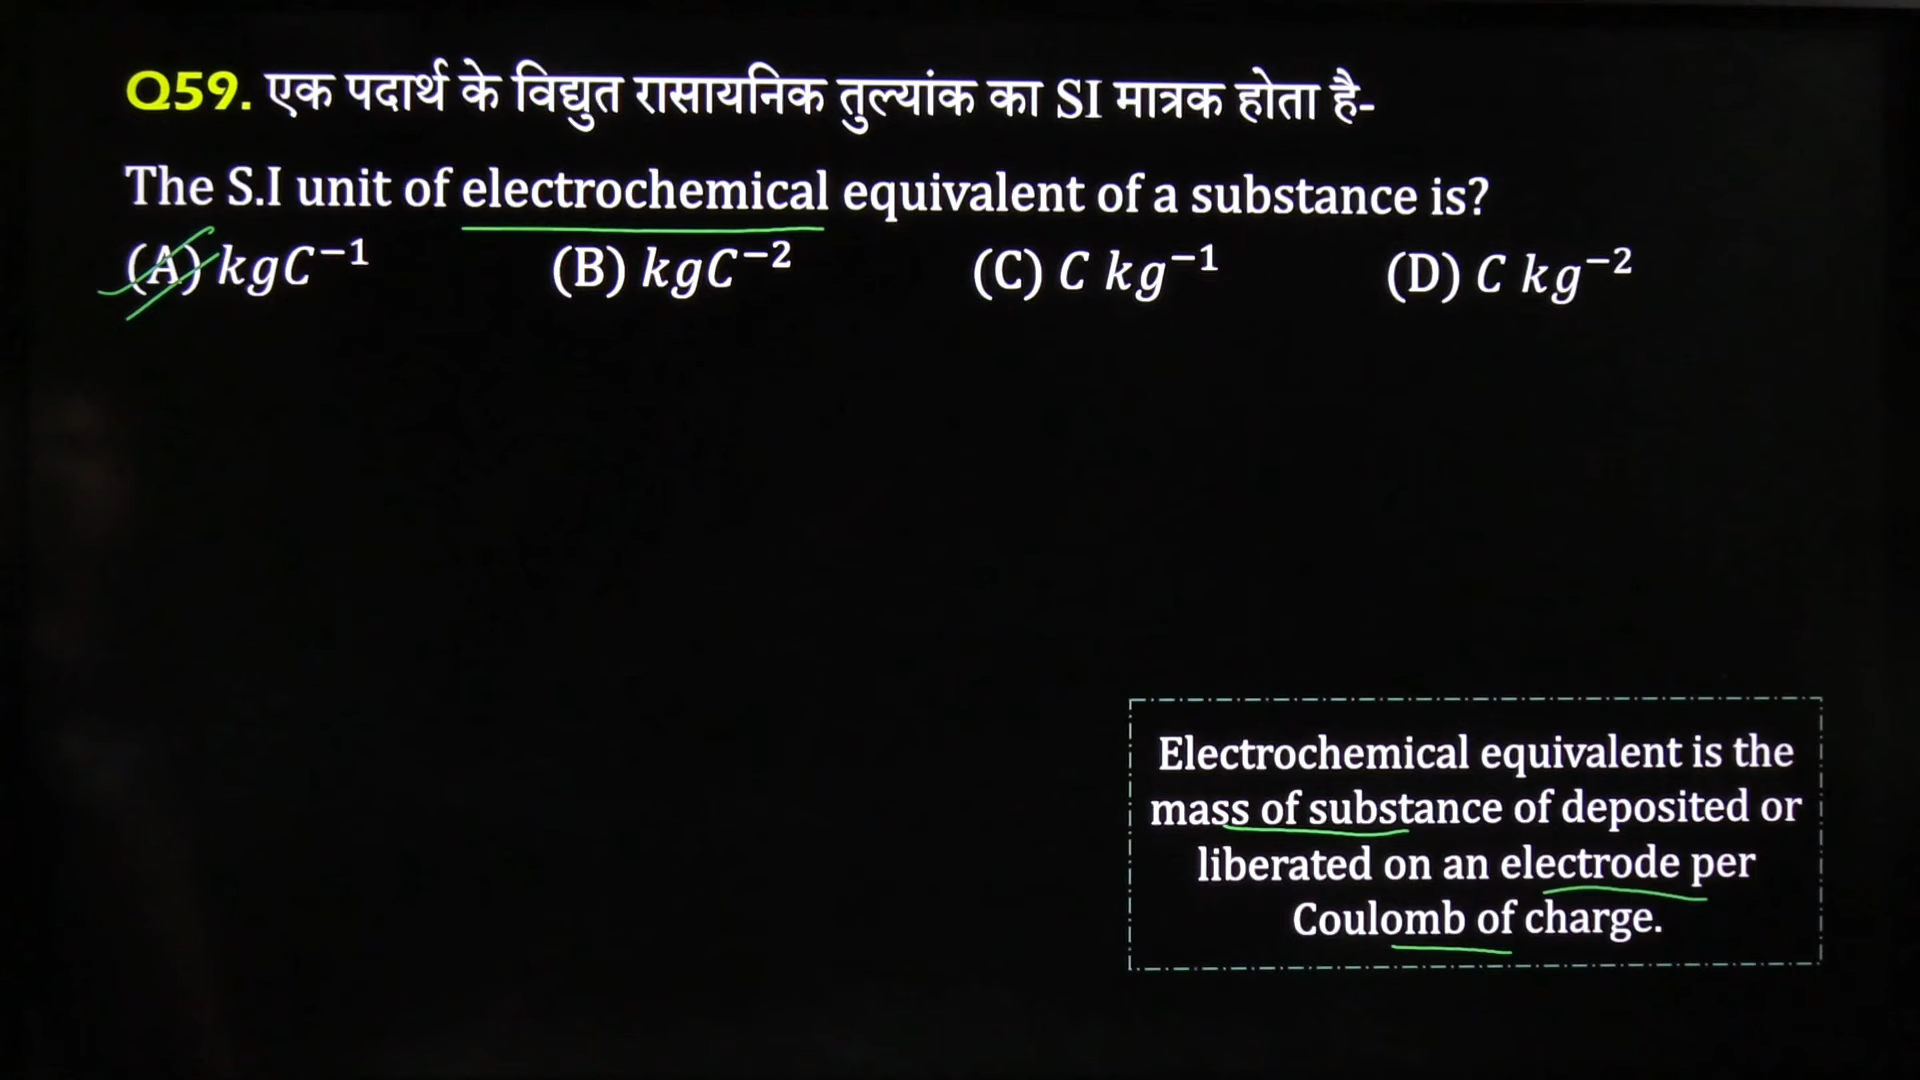 Q59. एक पदार्थ के विद्युत रासायनिक तुल्यांक का SI मात्रक होता है-
The S.I unit of electrochemical equivalent of a substance is?
(A) kgC⁻¹ (B) kgC⁻² (C) C kg⁻¹ (D) C kg⁻²
Electrochemical equivalent is the
mass of substance of deposited or
liberated on an electrode per
Coulomb of charge.